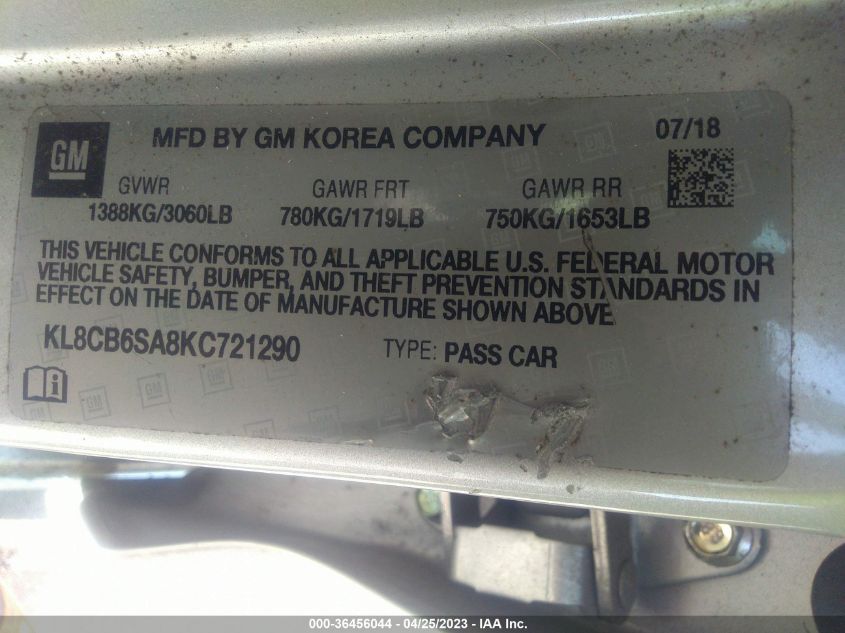 GM
MFD BY GM KOREA COMPANY
07/18
GVWR
GAWR FRT
GAWR RR
1388KG/3060LB
780KG/1719LB
750KG/1653LB
THIS VEHICLE CONFORMS TO ALL APPLICABLE U.S. FEDERAL MOTOR
VEHICLE SAFETY, BUMPER, AND THEFT PREVENTION STANDARDS IN
EFFECT ON THE DATE OF MANUFACTURE SHOWN ABOVE
KL8CB6SA8KC721290
TYPE: PASS CAR
000-36456044 - 04/25/2023 - IAA Inc.